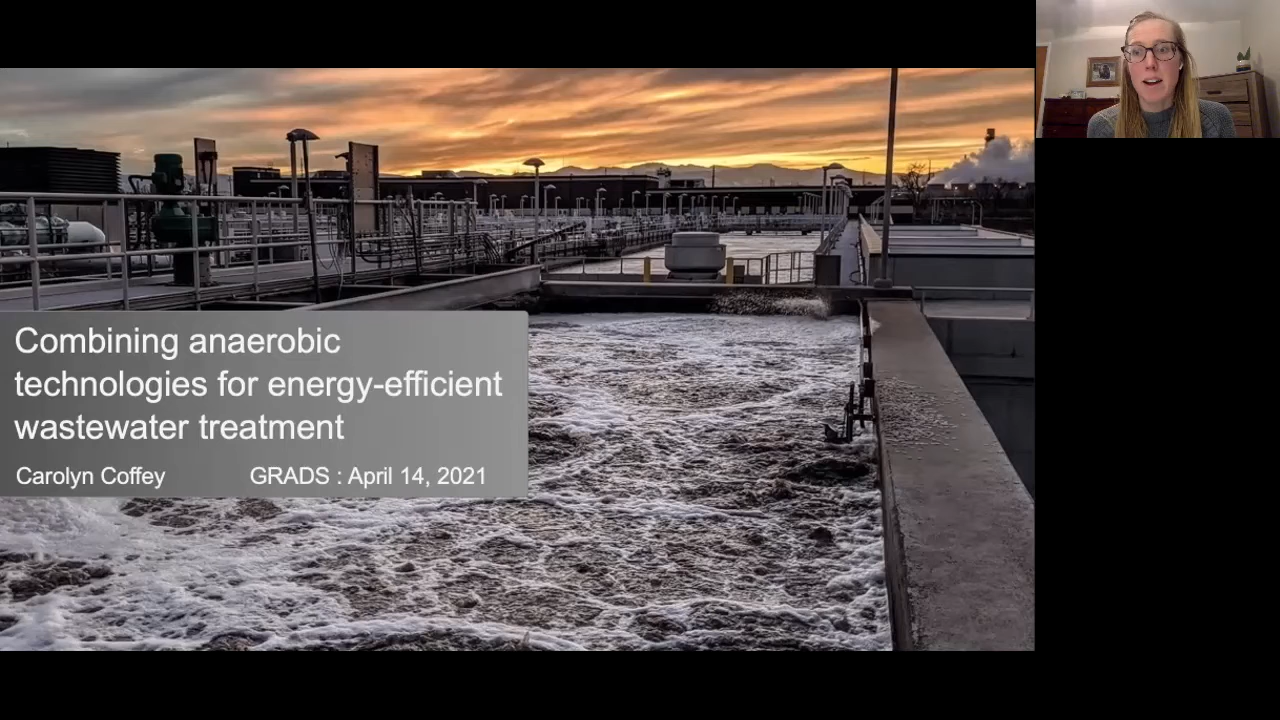 Combining anaerobic
technologies for energy-efficient
wastewater treatment
Carolyn Coffey GRADS : April 14, 2021